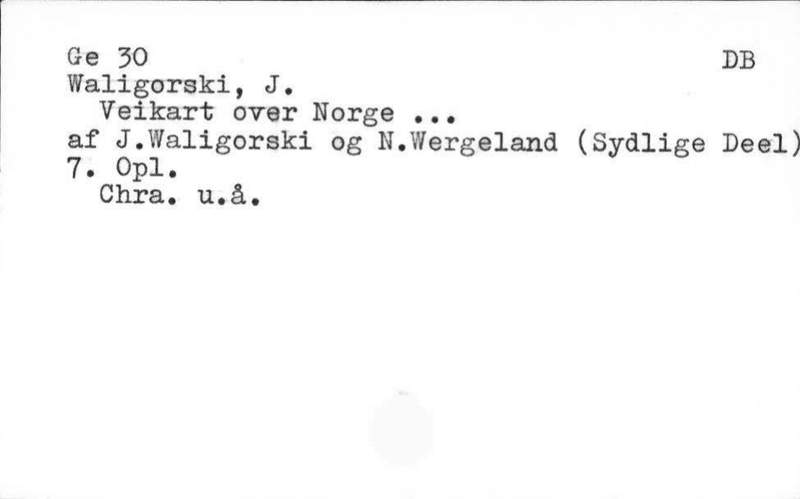 Ge 30 DB
Waligorski, J.
Veikart over Norge ...
af J.Waligorski og N.Wergeland (Sydlige Deel)
7. Opl.
Chra. u.å.